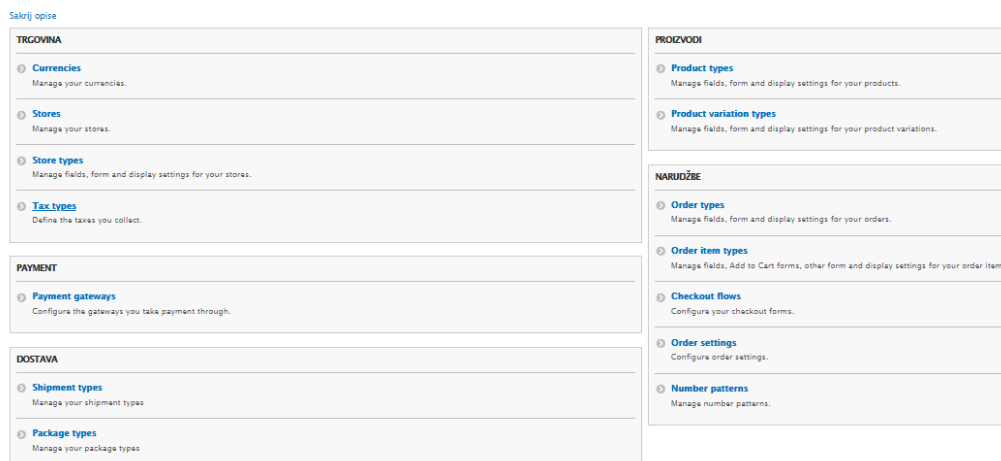 Sakrij opise
TRGOVINA
Currencies
Manage your currencies.
Stores
Manage your stores.
Store types
Manage fields, form and display settings for your stores.
Tax types
Define the taxes you collect.
PAYMENT
Payment gateways
Configure the gateways you take payment through.
DOSTAVA
Shipment types
Manage your shipment types
Package types
Manage your package types
PROIZVODI
Product types
Manage fields, form and display settings for your products.
Product variation types
Manage fields, form and display settings for your product variations.
NARUDŽBE
Order types
Manage fields, form and display settings for your orders.
Order item types
Manage fields, Add to Cart forms, other form and display settings for your order item
Checkout flows
Configure your checkout forms.
Order settings
Configure order settings.
Number patterns
Manage number patterns.